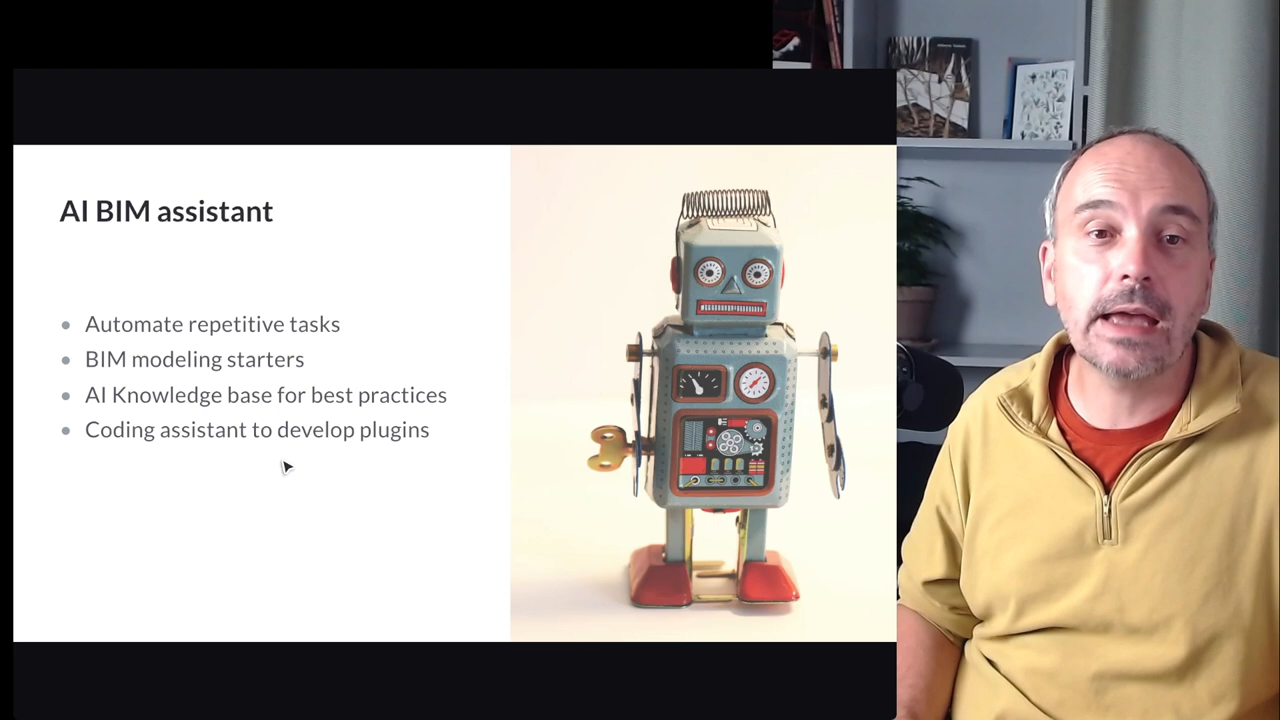 AI BIM assistant
Automate repetitive tasks
BIM modeling starters
AI Knowledge base for best practices
Coding assistant to develop plugins